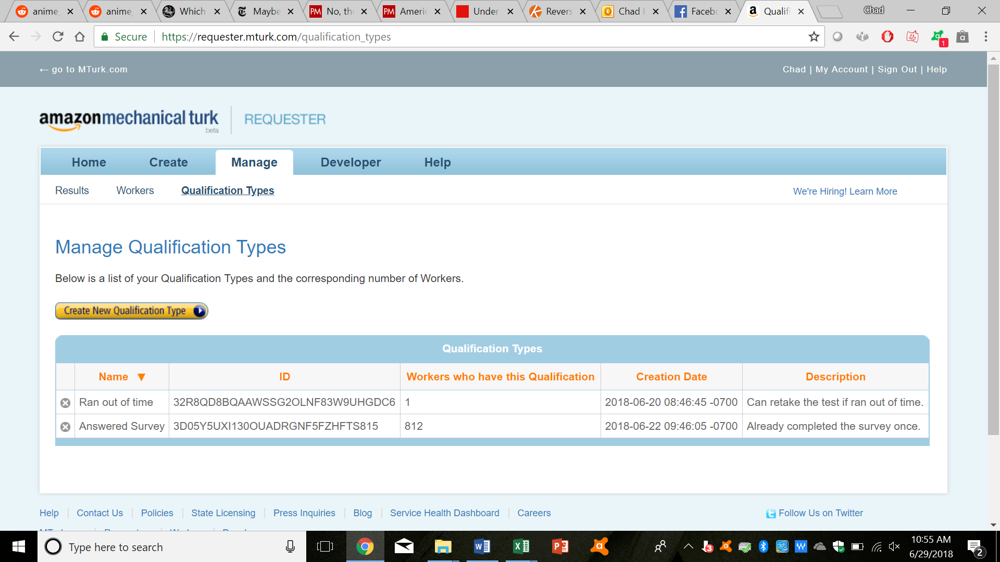 anime_
anime_
Which
Maybe
No, the
Americ
Under
Revers
Chad
Facebo
Qualifi
Chad
Secure
https://requester.mturk.com/qualification_types
1
← go to MTurk.com
Chad | My Account | Sign Out | Help
amazonmechanical turk
beta
REQUESTER
Home Create Manage Developer Help
Results Workers Qualification Types
We're Hiring! Learn More
Manage Qualification Types
Below is a list of your Qualification Types and the corresponding number of Workers.
Create New Qualification Type
Qualification Types
Name ▼ ID Workers who have this Qualification Creation Date Description
Ran out of time 32R8QD8BQAAWSSG2OLNF83W9UHGDC6 1 2018-06-20 08:46:45 -0700 Can retake the test if ran out of time.
Answered Survey 3D05Y5UXI130OUADRGNF5FZHFTS815 812 2018-06-22 09:46:05 -0700 Already completed the survey once.
Help Contact Us Policies State Licensing Press Inquiries Blog Service Health Dashboard Careers
Follow Us on Twitter
Type here to search
3
10:55 AM
6/29/2018
2